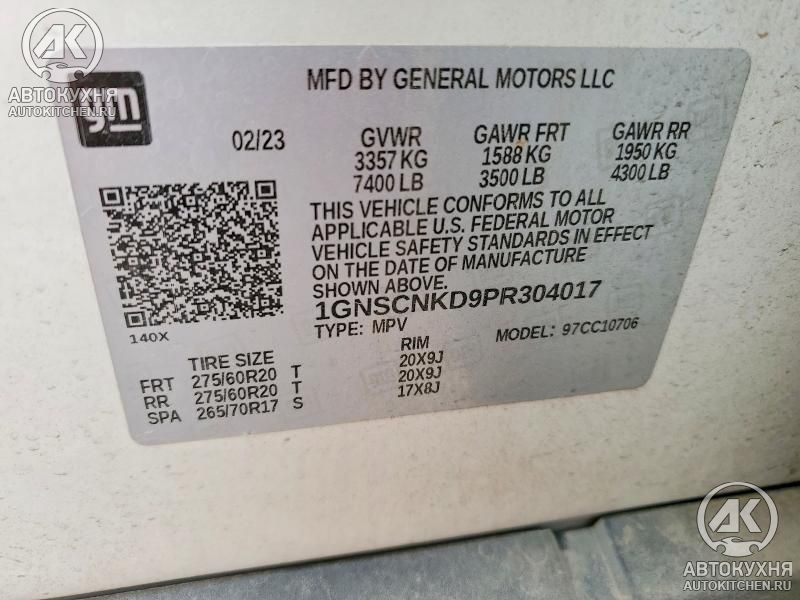 АК
АВТОКУХНЯ
AUTOKITCHEN.RU
gm
MFD BY GENERAL MOTORS LLC
02/23 GVWR GAWR FRT GAWR RR
3357 KG 1588 KG 1950 KG
7400 LB 3500 LB 4300 LB
THIS VEHICLE CONFORMS TO ALL
APPLICABLE U.S. FEDERAL MOTOR
VEHICLE SAFETY STANDARDS IN EFFECT
ON THE DATE OF MANUFACTURE
SHOWN ABOVE.
1GNSCNKD9PR304017
140X TYPE: MPV MODEL: 97CC10706
TIRE SIZE RIM
FRT 275/60R20 T 20X9J
RR 275/60R20 T 20X9J
SPA 265/70R17 S 17X8J
АК
АВТОКУХНЯ
AUTOKITCHEN.RU